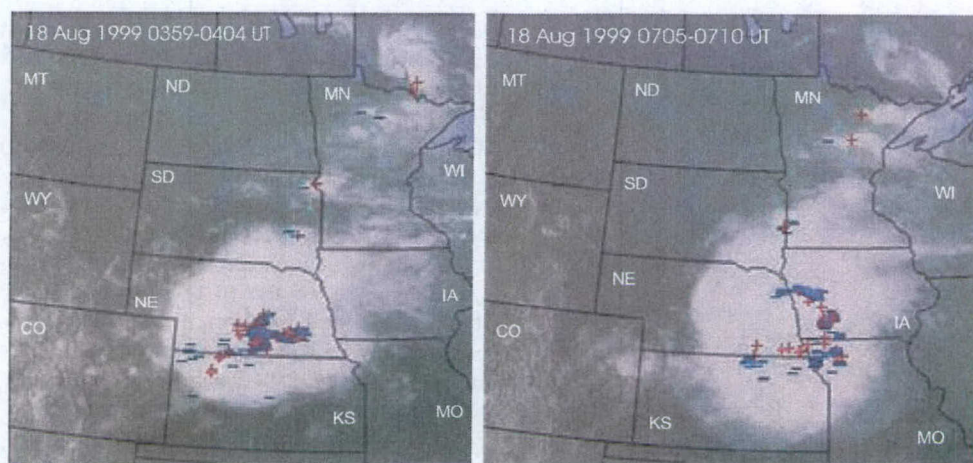 18 Aug 1999 0359-0404 UT
MT
ND
MN
SD
WI
WY
NE
IA
CO
KS
MO
18 Aug 1999 0705-0710 UT
MT
ND
MN
SD
WI
WY
NE
IA
CO
KS
MO